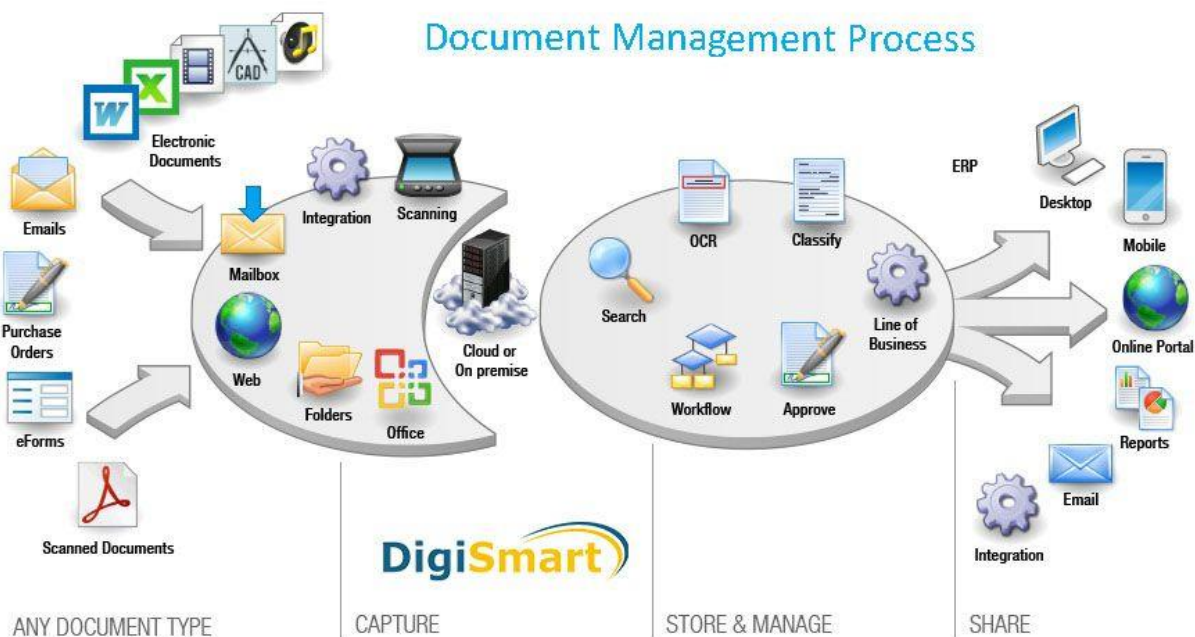 Document Management Process
CAD
W
X
Electronic
Documents
Emails
Purchase
Orders
eForms
Scanned Documents
Integration
Scanning
Mailbox
Web
Folders
Office
Cloud or
On premise
OCR
Classify
Search
Line of
Business
Workflow
Approve
ERP
Desktop
Mobile
Online Portal
Reports
Email
Integration
DigiSmart
ANY DOCUMENT TYPE
CAPTURE
STORE & MANAGE
SHARE